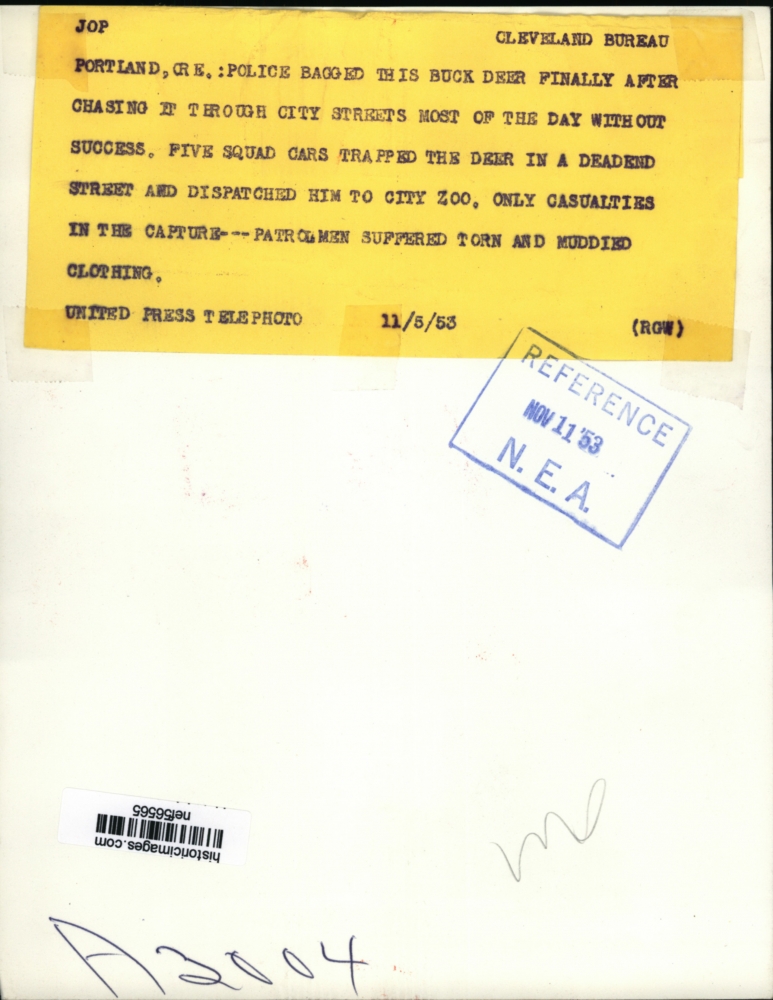 JOP
CLEVELAND BUREAU
PORTLAND, ORE.:POLICE BAGGED THIS BUCK DEER FINALLY AFTER
CHASING IT THROUGH CITY STREETS MOST OF THE DAY WITHOUT
SUCCESS. FIVE SQUAD CARS TRAPPED THE DEER IN A DEADEND
STREET AND DISPATCHED HIM TO CITY ZOO. ONLY CASUALTIES
IN THE CAPTURE---PATROLMEN SUFFERED TORN AND MUDDIED
CLOTHING.
UNITED PRESS TELEPHOTO 11/5/53 (RGW)
REFERENCE
NOV 11 '53
N. E. A.
historicimages.com
nef56565
A3004